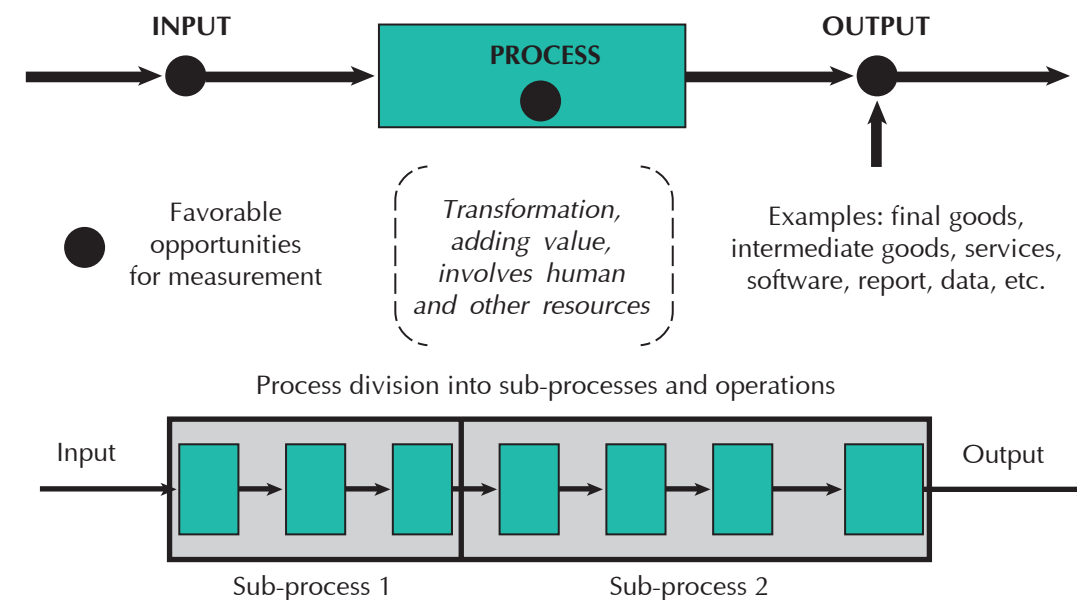 INPUT
PROCESS
OUTPUT
Favorable
opportunities
for measurement
Transformation,
adding value,
involves human
and other resources
Examples: final goods,
intermediate goods, services,
software, report, data, etc.
Process division into sub-processes and operations
Input
Output
Sub-process 1
Sub-process 2